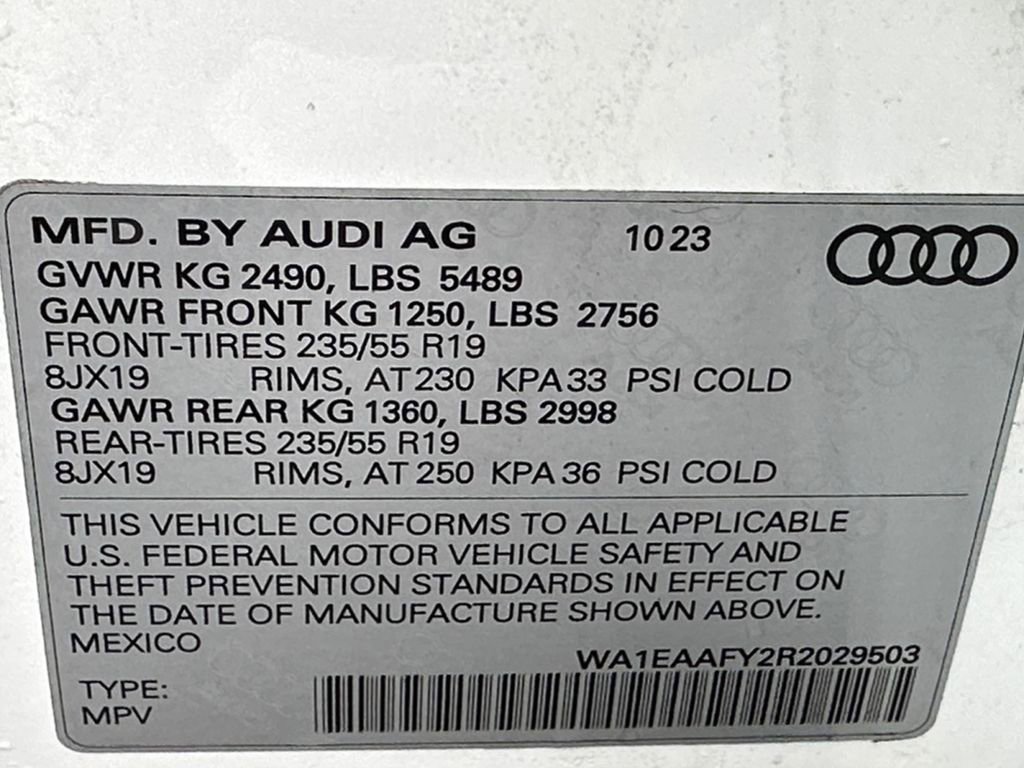 MFD. BY AUDI AG 10 23
GVWR KG 2490, LBS 5489
GAWR FRONT KG 1250, LBS 2756
FRONT-TIRES 235/55 R19
8JX19 RIMS, AT 230 KPA 33 PSI COLD
GAWR REAR KG 1360, LBS 2998
REAR-TIRES 235/55 R19
8JX19 RIMS, AT 250 KPA 36 PSI COLD
THIS VEHICLE CONFORMS TO ALL APPLICABLE
U.S. FEDERAL MOTOR VEHICLE SAFETY AND
THEFT PREVENTION STANDARDS IN EFFECT ON
THE DATE OF MANUFACTURE SHOWN ABOVE.
MEXICO
WA1EAAFY2R2029503
TYPE:
MPV